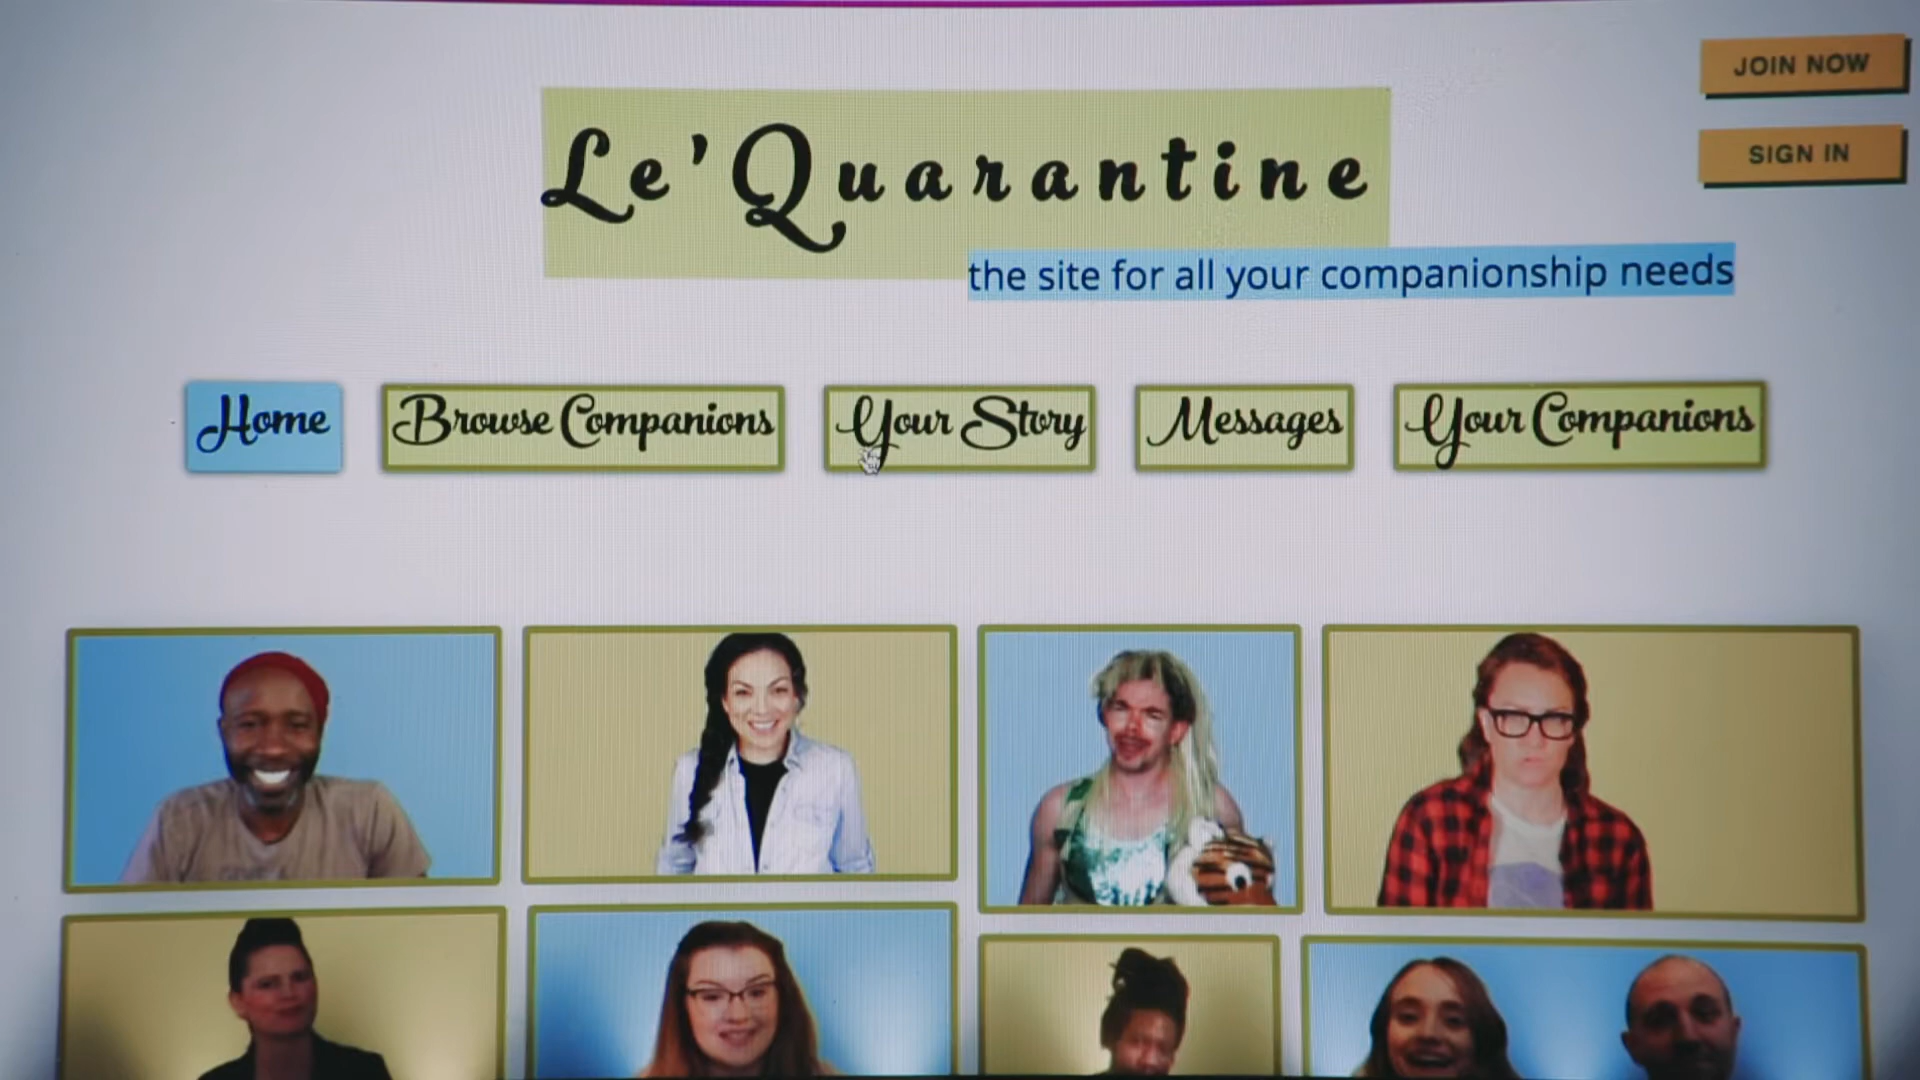 JOIN NOW
Le'Quarantine
SIGN IN
the site for all your companionship needs
Home
Browse Companions
Your Story
Messages
Your Companions